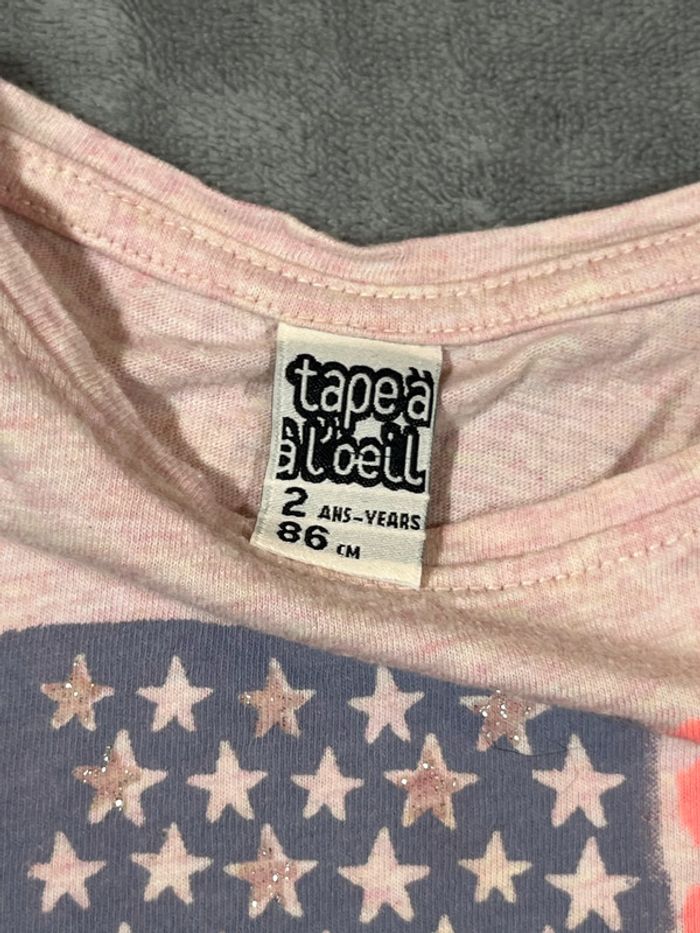 tape à
à l'oeil
2 ANS-YEARS
86 CM